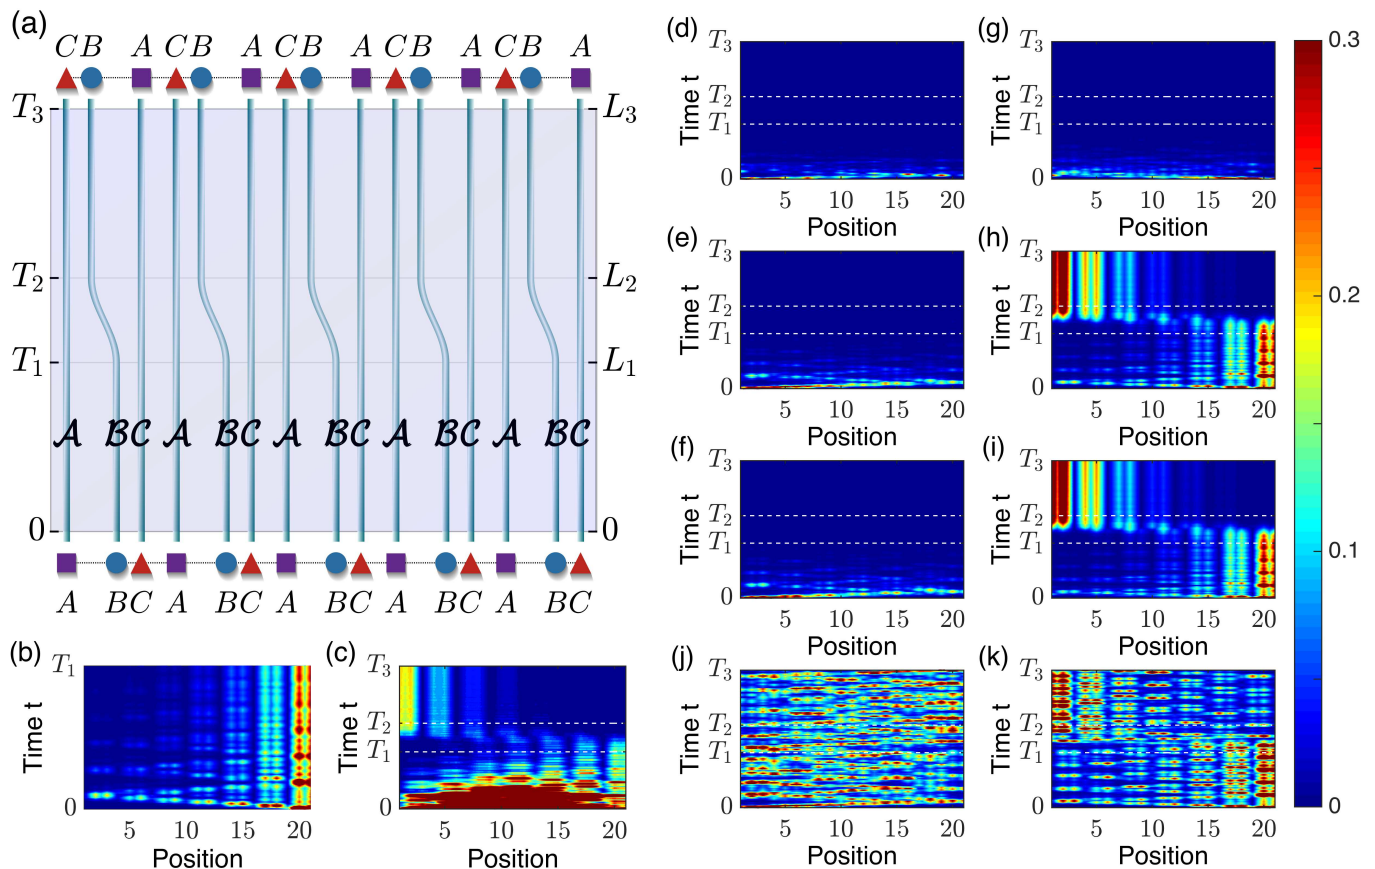 (a)
C B A C B A C B A C B A C B A
T3 L3
T2 L2
T1 L1
A BC A BC A BC A BC A BC
0 0
A BC A BC A BC A BC A BC
(b)
T1
Time t
0
5 10 15 20
Position
(c)
T3
T2
T1
Time t
0
5 10 15 20
Position
(d)
T3
T2
T1
Time t
0
5 10 15 20
Position
(g)
T3
T2
T1
Time t
0
5 10 15 20
Position
(e)
T3
T2
T1
Time t
0
5 10 15 20
Position
(h)
T3
T2
T1
Time t
0
5 10 15 20
Position
(f)
T3
T2
T1
Time t
0
5 10 15 20
Position
(i)
T3
T2
T1
Time t
0
5 10 15 20
Position
(j)
T3
T2
T1
Time t
0
5 10 15 20
Position
(k)
T3
T2
T1
Time t
0
5 10 15 20
Position
0.3
0.2
0.1
0